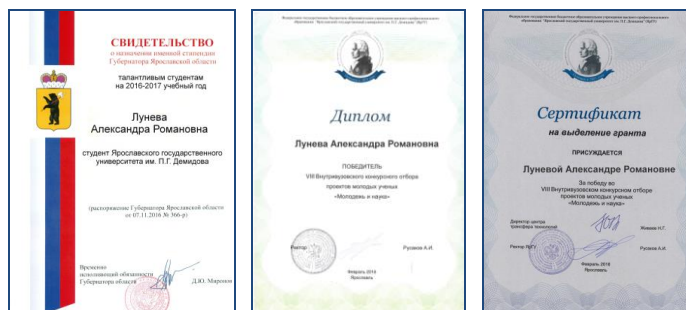 СВИДЕТЕЛЬСТВО
о назначении именной стипендии
Губернатора Ярославской области
талантливым студентам
на 2016-2017 учебный год
Лунева
Александра Романовна
студент Ярославского государственного
университета им. П.Г. Демидова
(распоряжение Губернатора Ярославской области
от 07.11.2016 № 366-р)
Временно
исполняющий обязанности
Губернатора области
Д.Ю. Миронов
Диплом
Лунева Александра Романовна
ПОБЕДИТЕЛЬ
VIII Внутривузовского конкурсного отбора
проектов молодых ученых
«Молодежь и наука»
Ректор
Русаков А.И.
Февраль 2016
Ярославль
Сертификат
на выделение гранта
ПРИСУЖДАЕТСЯ
Луневой Александре Романовне
За победу во
VIII Внутривузовском конкурсном отборе
проектов молодых ученых
«Молодежь и наука»
Директор центра
трансфера технологий
Ректор ЯрГУ
Русаков А.И.
Февраль 2016
Ярославль